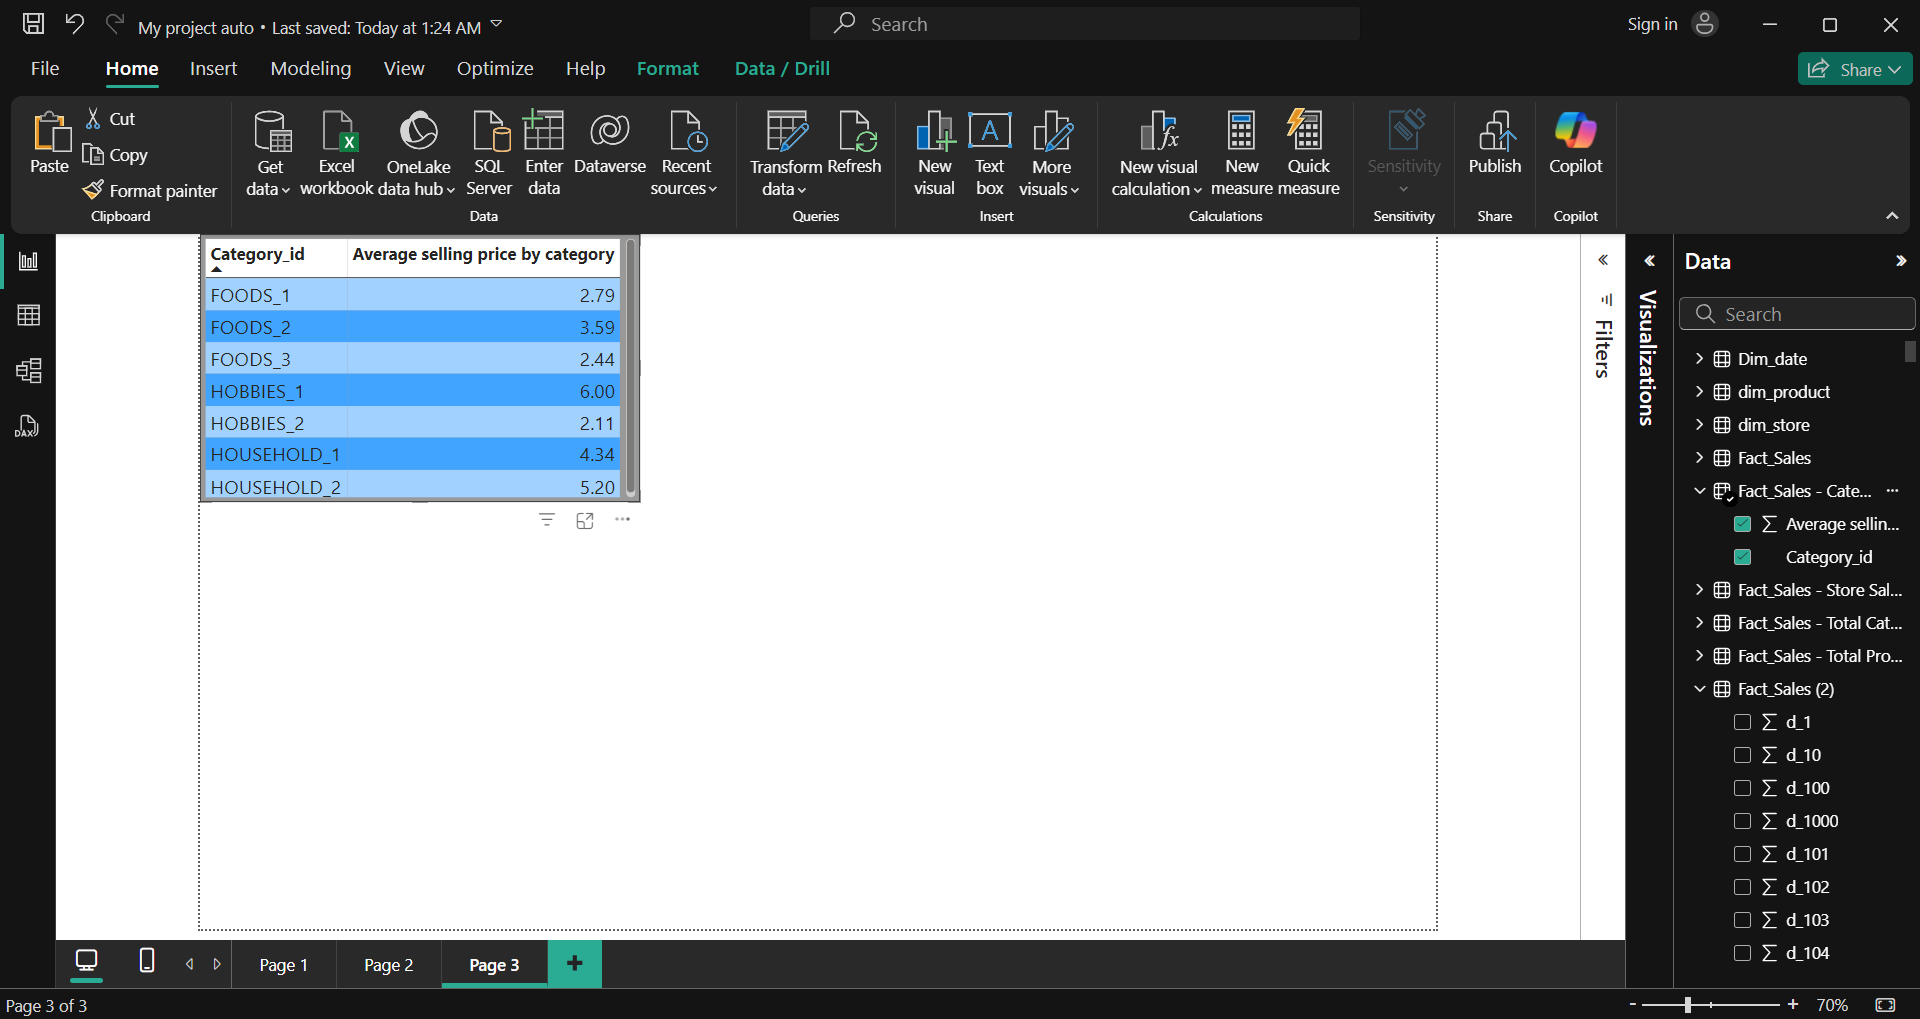 My project auto • Last saved: Today at 1:24 AM
Search
Sign in
File Home Insert Modeling View Optimize Help Format Data / Drill
Share
Paste
Cut
Copy
Format painter
Clipboard
Get data
Excel workbook
OneLake data hub
SQL Server
Enter data
Dataverse
Recent sources
Data
Transform data
Refresh
Queries
New visual
Text box
More visuals
Insert
New visual calculation
New measure
Quick measure
Calculations
Sensitivity
Sensitivity
Publish
Share
Copilot
Copilot
Category_id Average selling price by category
FOODS_1 2.79
FOODS_2 3.59
FOODS_3 2.44
HOBBIES_1 6.00
HOBBIES_2 2.11
HOUSEHOLD_1 4.34
HOUSEHOLD_2 5.20
Filters
Visualizations
Data
Search
Dim_date
dim_product
dim_store
Fact_Sales
Fact_Sales - Cate...
Average sellin...
Category_id
Fact_Sales - Store Sal...
Fact_Sales - Total Cat...
Fact_Sales - Total Pro...
Fact_Sales (2)
d_1
d_10
d_100
d_1000
d_101
d_102
d_103
d_104
DAX
Page 1 Page 2 Page 3 +
Page 3 of 3
- + 70%